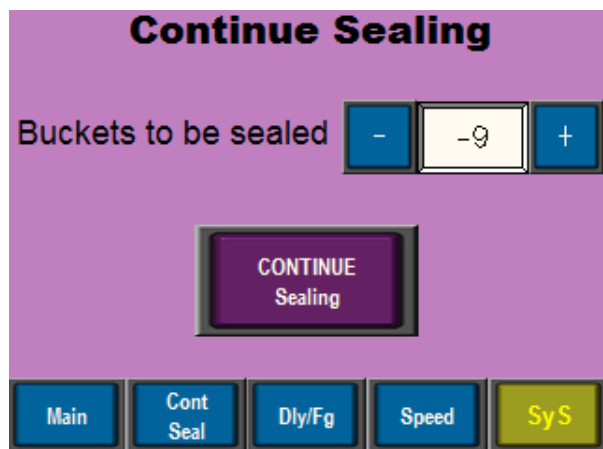 Continue Sealing
Buckets to be sealed - -9 +
CONTINUE
Sealing
Main Cont Seal Dly/Fg Speed SyS